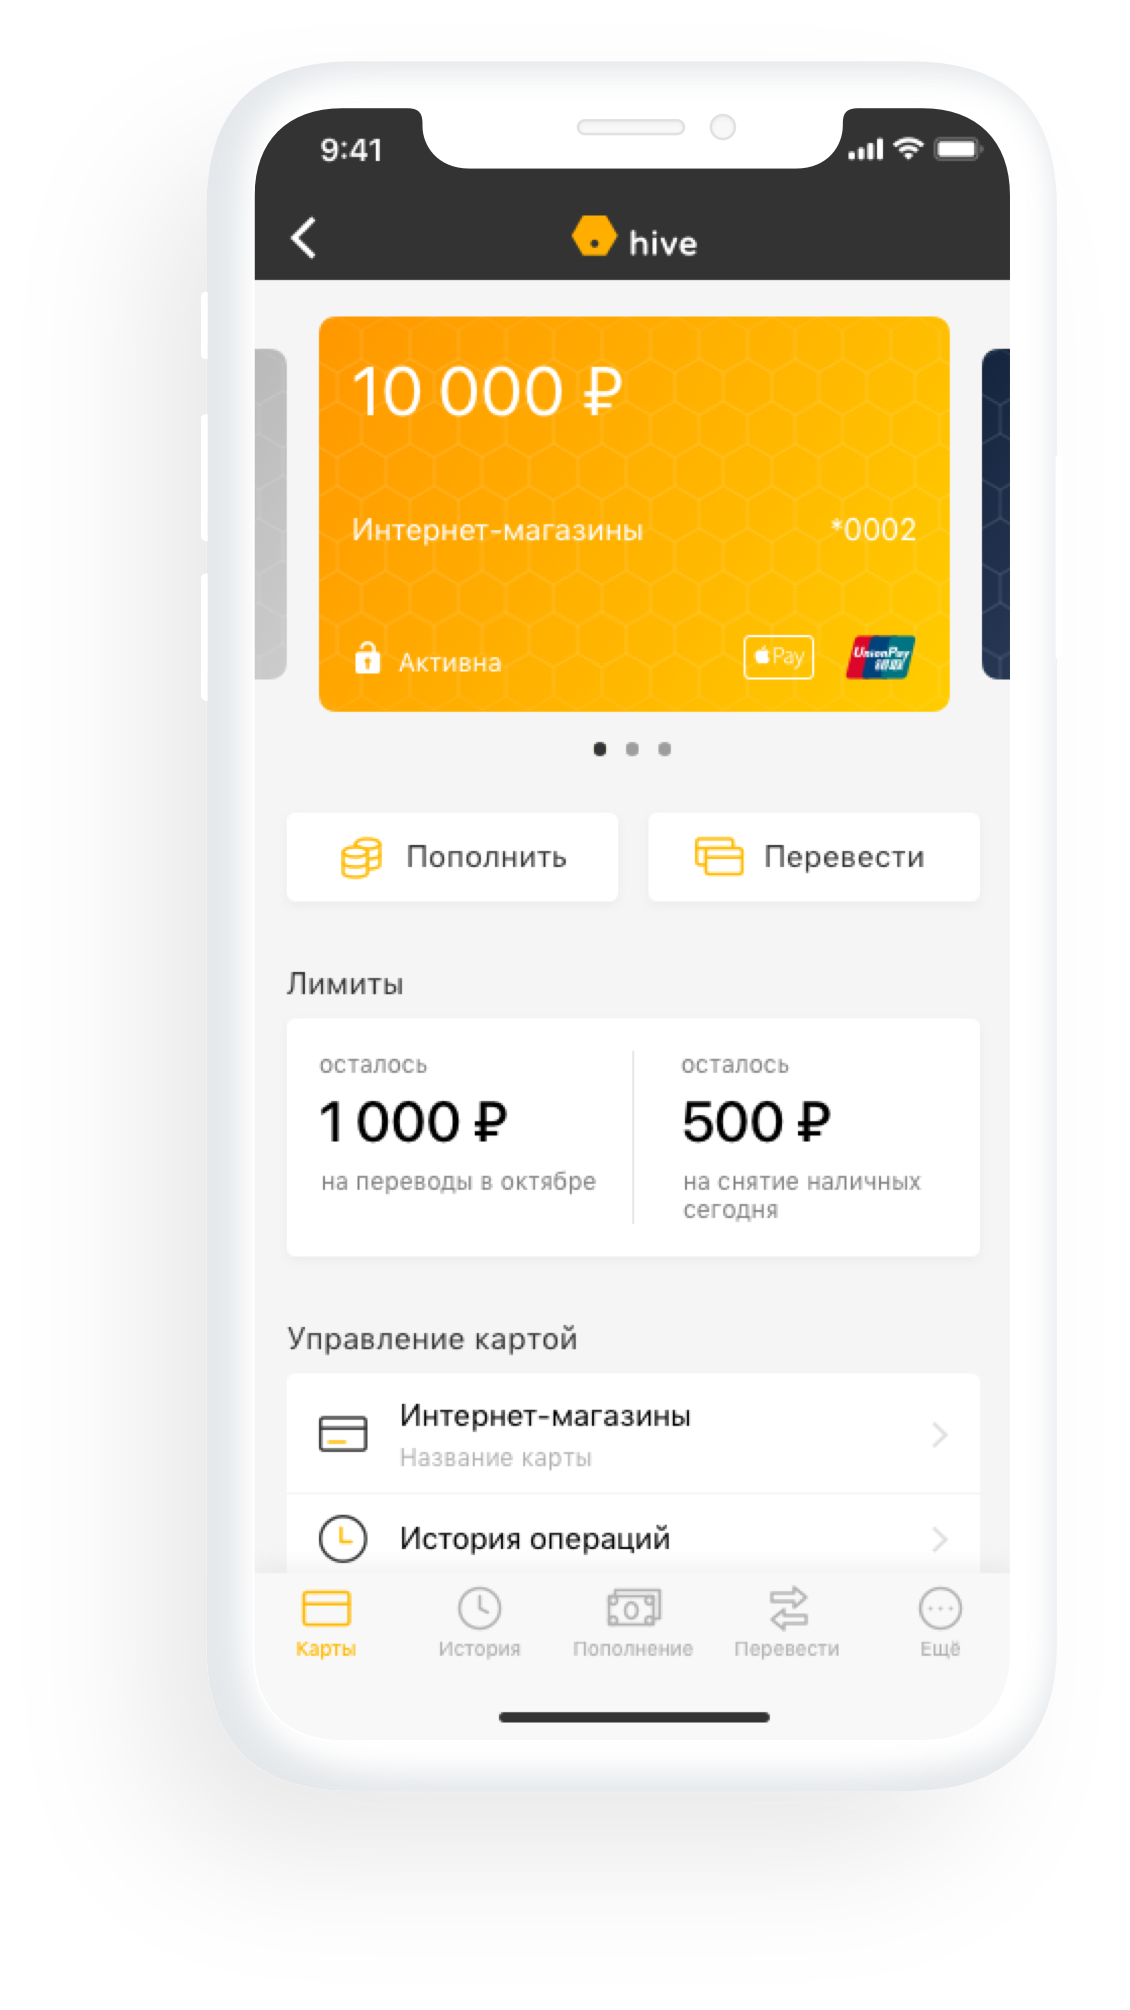 9:41
hive
10 000 ₽
Интернет-магазины *0002
Активна Pay UnionPay 银联
Пополнить Перевести
Лимиты
осталось осталось
1 000 ₽ 500 ₽
на переводы в октябре на снятие наличных
сегодня
Управление картой
Интернет-магазины
Название карты
История операций
Карты История Пополнение Перевести Ещё